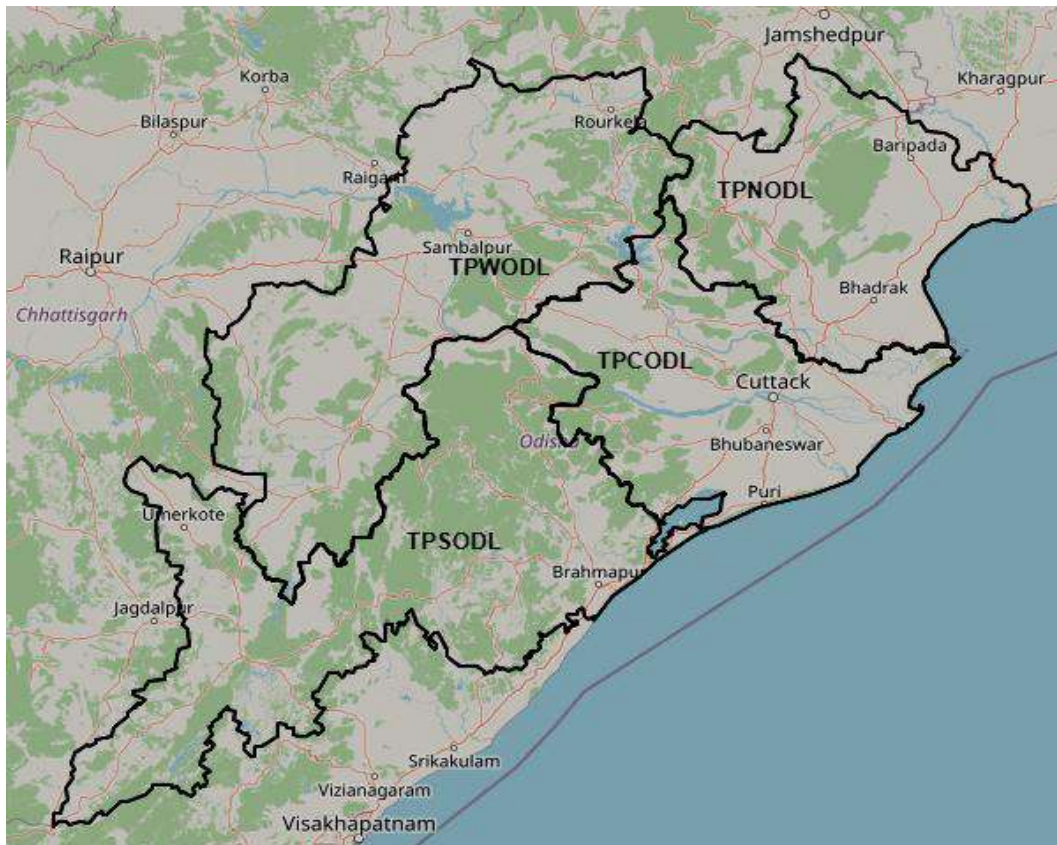 Jamshedpur
Korba
Kharagpur
Bilaspur
Rourkela
Baripada
Raigarh
TPNODL
Sambalpur
Raipur
TPWODL
Bhadrak
Chhattisgarh
TPCODL
Cuttack
Odisha
Bhubaneswar
Puri
Umerkote
TPSODL
Brahmapur
Jagdalpur
Srikakulam
Vizianagaram
Visakhapatnam